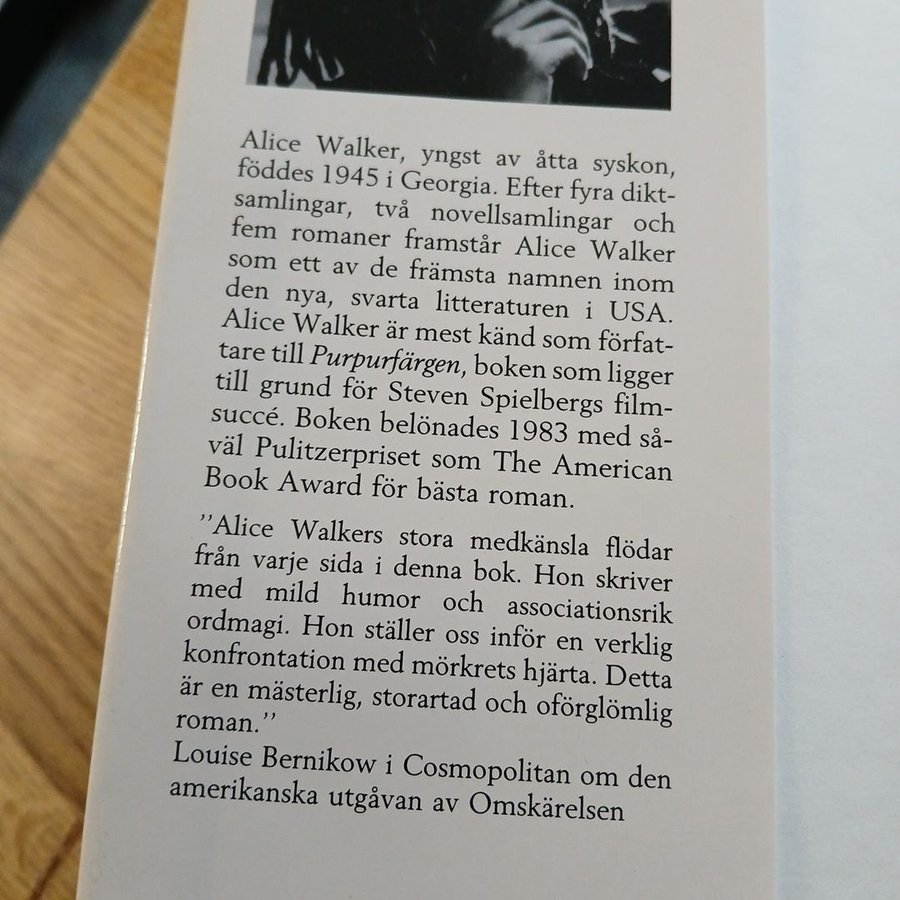 Alice Walker, yngst av åtta syskon,
föddes 1945 i Georgia. Efter fyra dikt-
samlingar, två novellsamlingar och
fem romaner framstår Alice Walker
som ett av de främsta namnen inom
den nya, svarta litteraturen i USA.
Alice Walker är mest känd som förfat-
tare till Purpurfärgen, boken som ligger
till grund för Steven Spielbergs film-
succé. Boken belönades 1983 med så-
väl Pulitzerpriset som The American
Book Award för bästa roman.
”Alice Walkers stora medkänsla flödar
från varje sida i denna bok. Hon skriver
med mild humor och associationsrik
ordmagi. Hon ställer oss inför en verklig
konfrontation med mörkrets hjärta. Detta
är en mästerlig, storartad och oförglömlig
roman.”
Louise Bernikow i Cosmopolitan om den
amerikanska utgåvan av Omskärelsen